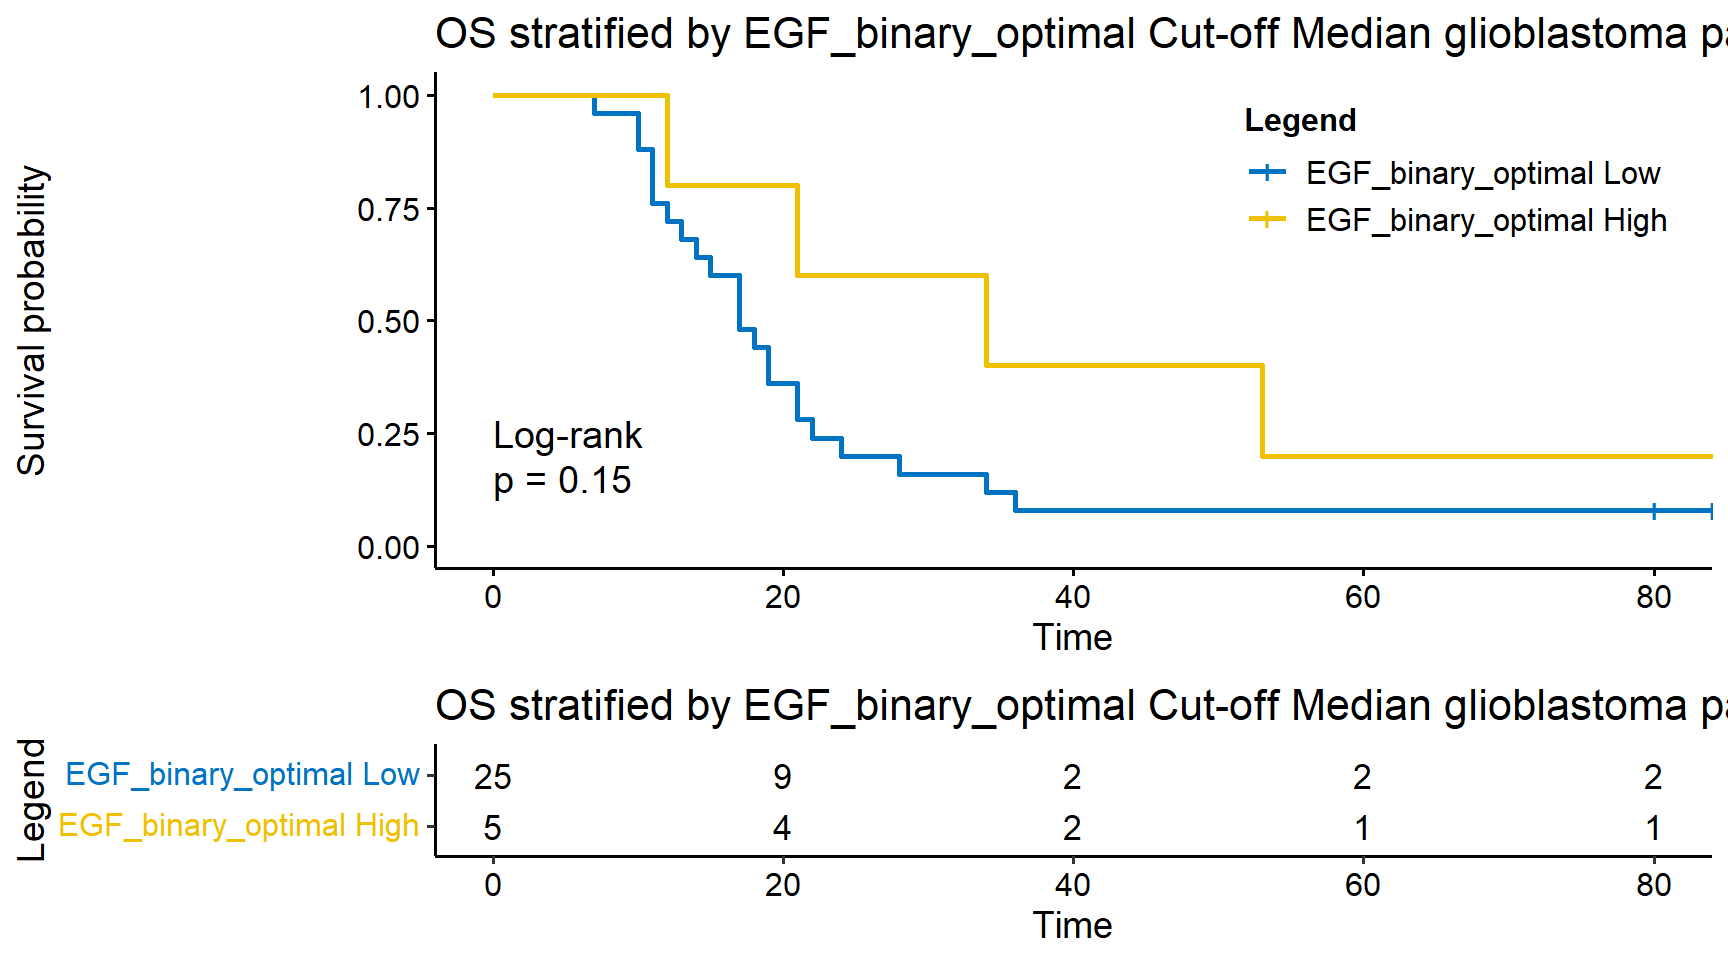 OS stratified by EGF_binary_optimal Cut-off Median glioblastoma pa
Survival probability
1.00
0.75
0.50
0.25
0.00
Legend
EGF_binary_optimal Low
EGF_binary_optimal High
Log-rank
p = 0.15
0 20 40 60 80
Time
OS stratified by EGF_binary_optimal Cut-off Median glioblastoma pa
Legend
EGF_binary_optimal Low 25 9 2 2 2
EGF_binary_optimal High 5 4 2 1 1
0 20 40 60 80
Time